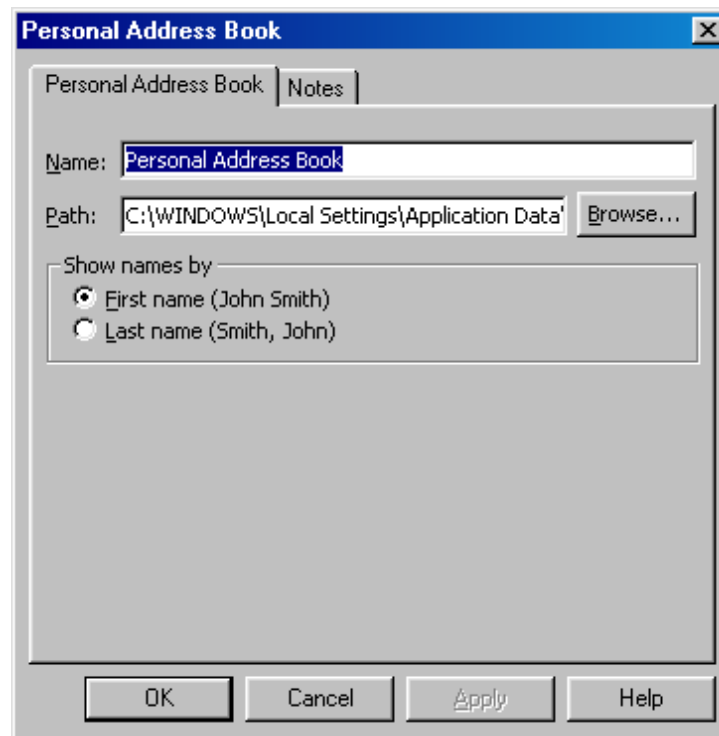 Personal Address Book
Personal Address Book Notes
Name: Personal Address Book
Path: C:\WINDOWS\Local Settings\Application Data\ Browse...
Show names by
First name (John Smith)
Last name (Smith, John)
OK Cancel Apply Help